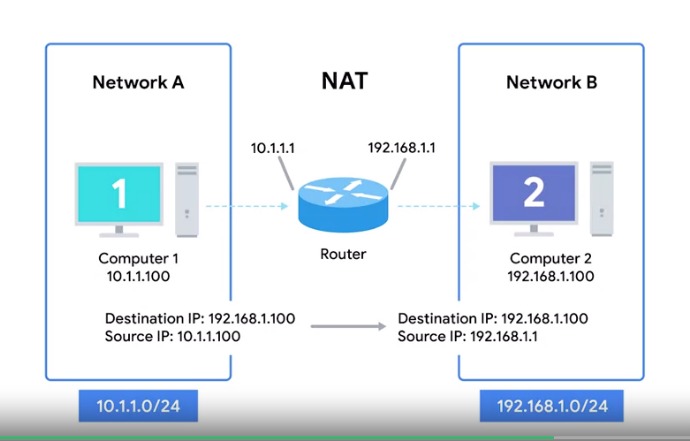 Network A
NAT
Network B
10.1.1.1
192.168.1.1
1
2
Computer 1
10.1.1.100
Router
Computer 2
192.168.1.100
Destination IP: 192.168.1.100
Source IP: 10.1.1.100
Destination IP: 192.168.1.100
Source IP: 192.168.1.1
10.1.1.0/24
192.168.1.0/24